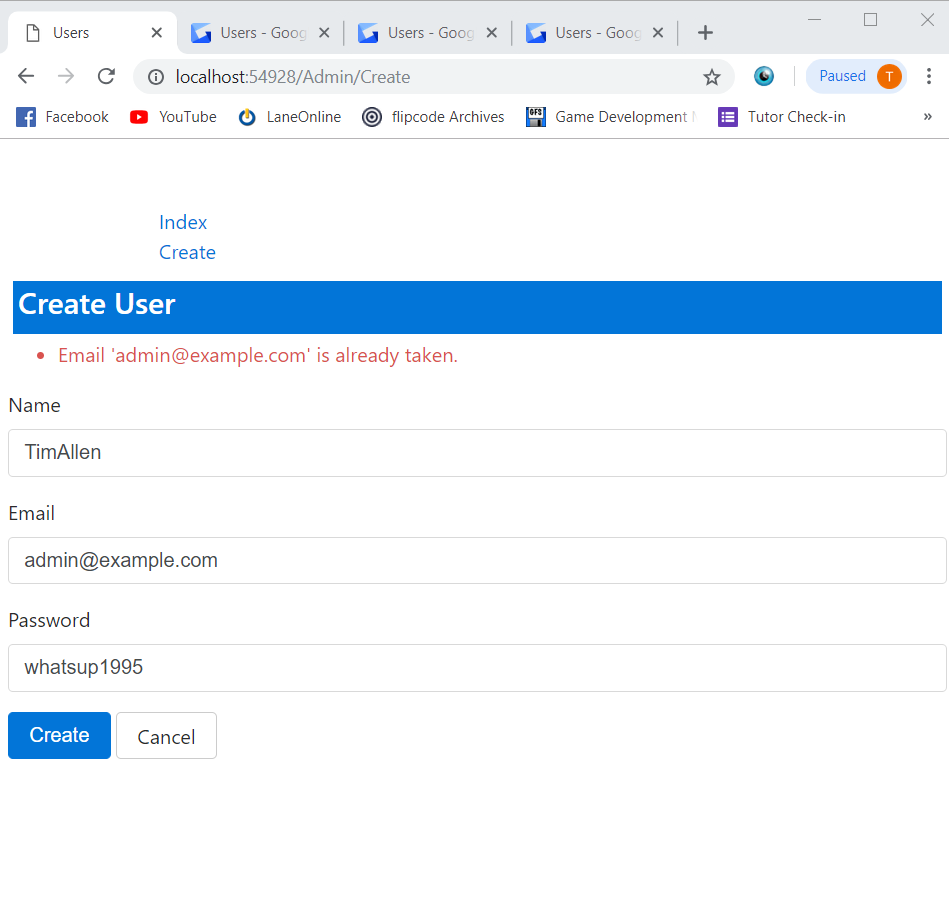 Users
Users - Goog
Users - Goog
Users - Goog
localhost:54928/Admin/Create
Paused
T
Facebook
YouTube
LaneOnline
flipcode Archives
GFS
Game Development
Tutor Check-in
»
Index
Create
Create User
Email 'admin@example.com' is already taken.
Name
TimAllen
Email
admin@example.com
Password
whatsup1995
Create
Cancel